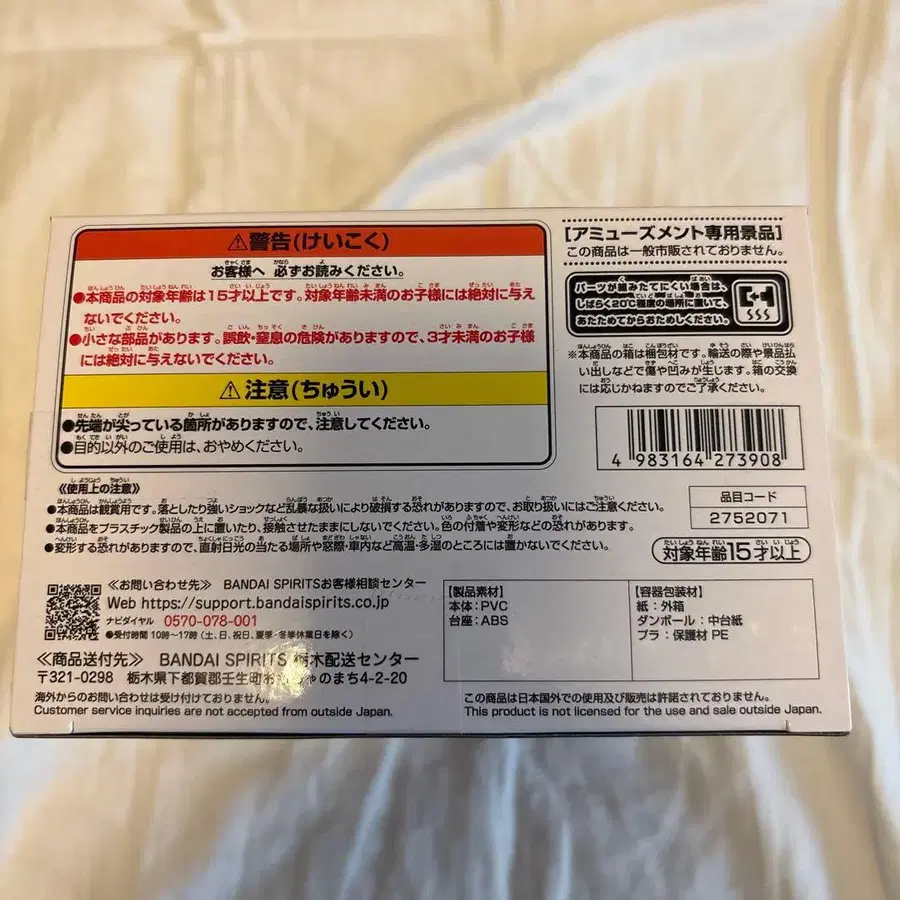 ⚠警告(けいこく)
お客様へ 必ずお読みください。
●本商品の対象年齢は15才以上です。対象年齢未満のお子様には絶対に与え
ないでください。
●小さな部品があります。誤飲・窒息の危険がありますので、3才未満のお子様
には絶対に与えないでください。
⚠注意(ちゅうい)
●先端が尖っている箇所がありますので、注意してください。
●目的以外のご使用は、おやめください。
[アミューズメント専用景品]
この商品は一般市販されておりません。
パーツが組みたてにくい場合は、
しばらく20℃程度の場所に置いて、
あたためてからお試しください。
※本商品の箱は梱包材です。輸送の際や景品払
い出しなどで傷や凹みが生じます。箱の交換
には応じかねますのでご了承ください。
4 983164 273908
品目コード
2752071
対象年齢15才以上
《使用上の注意》
●本商品は観賞用です。落としたり強いショックなど乱暴な扱いにより破損する恐れがありますので、お取り扱いにはご注意ください。
●本商品をプラスチック製品の上に置いたり、接触させたままにしないでください。色の付着や変形などの恐れがあります。
●変形する恐れがありますので、直射日光の当たる場所や窓際・車内など高温・多湿のところには置かないでください。
≪お問い合わせ先≫ BANDAI SPIRITSお客様相談センター
Web https://support.bandaispirits.co.jp
ナビダイヤル 0570-078-001
●受付時間 10時〜17時(土、日、祝日、夏季・冬季休業日を除く)
≪商品送付先≫ BANDAI SPIRITS 栃木配送センター
〒321-0298 栃木県下都賀郡壬生町おもちゃのまち4-2-20
海外からのお問い合わせは受け付けておりません。
Customer service inquiries are not accepted from outside Japan.
【製品素材】
本体:PVC
台座:ABS
【容器包装材】
紙:外箱
ダンボール:中台紙
プラ:保護材 PE
この商品は日本国外での使用及び販売は許諾されておりません。
This product is not licensed for the use and sale outside Japan.